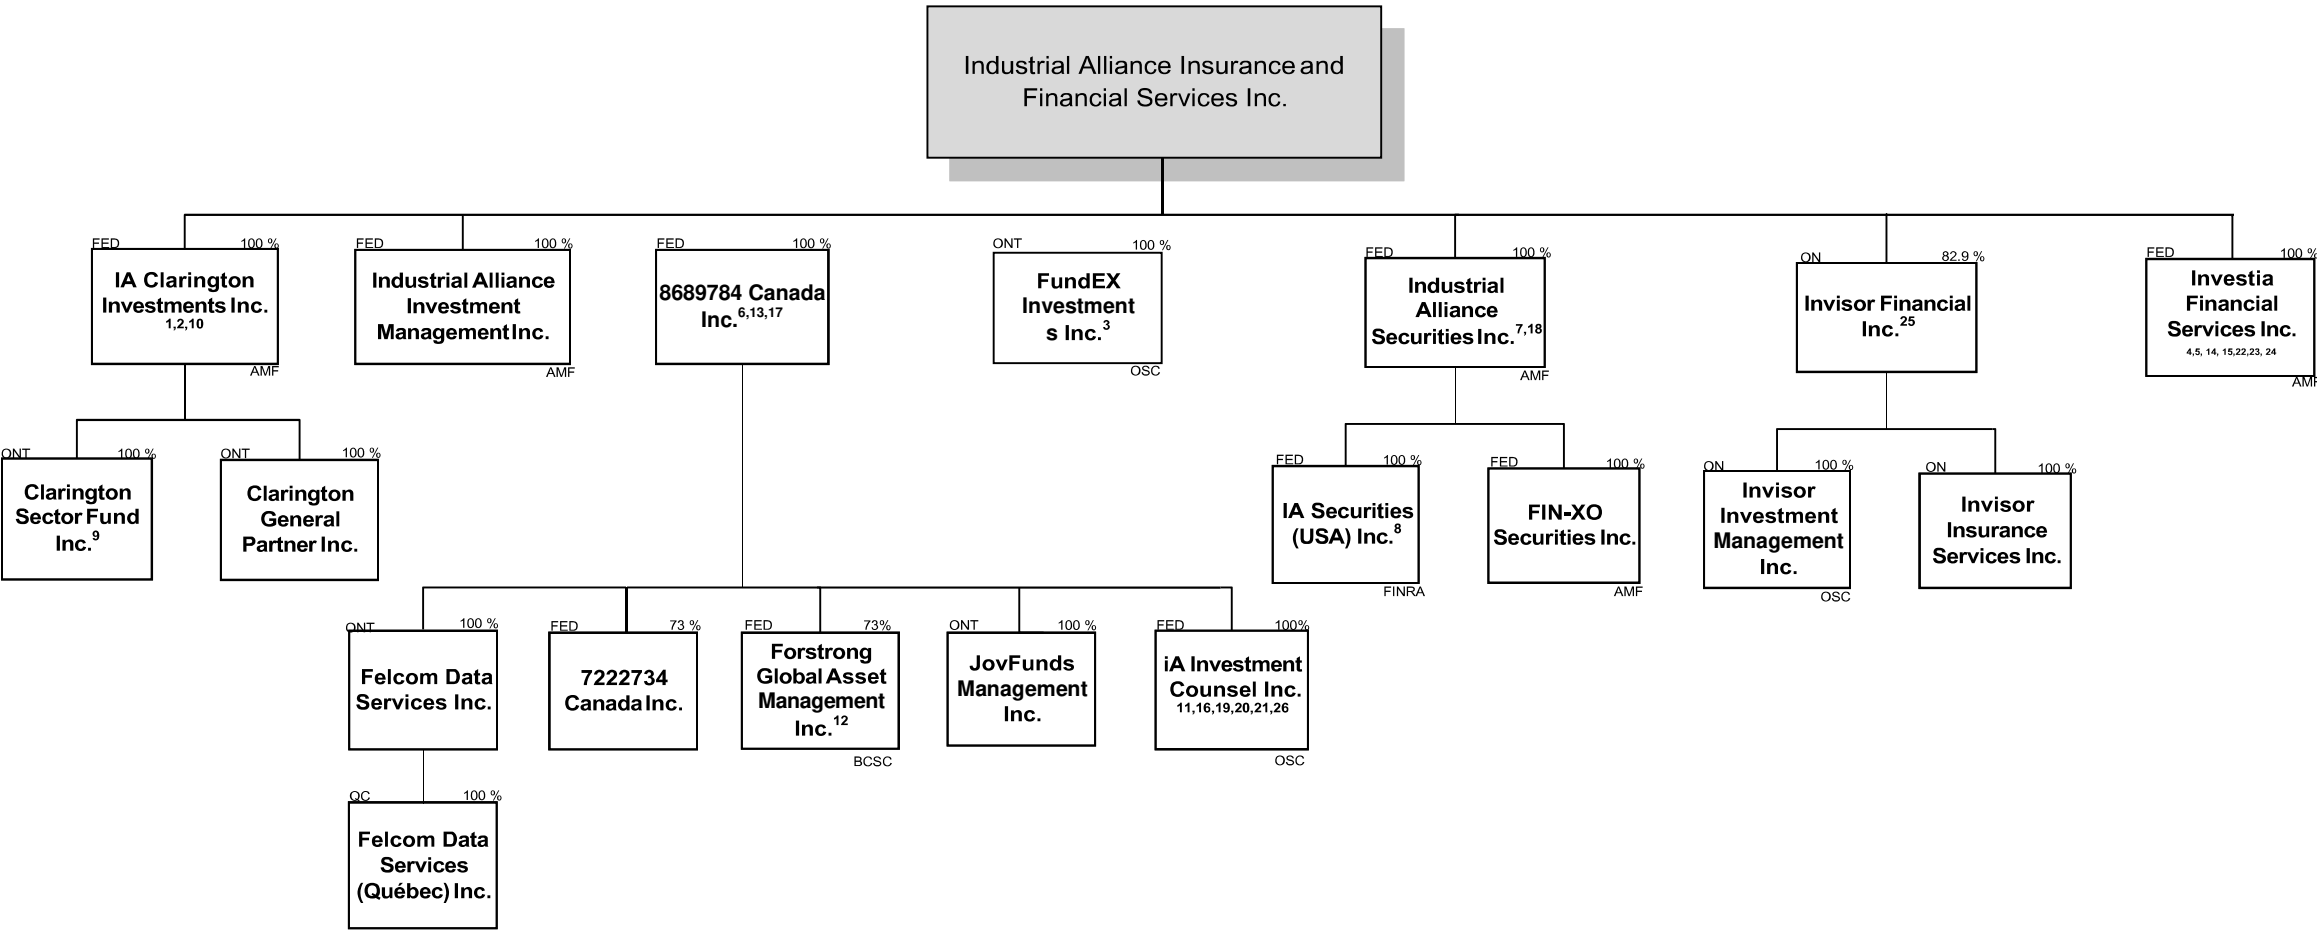 Industrial Alliance Insurance and
Financial Services Inc.
FED 100 %
IA Clarington
Investments Inc.
1,2,10
AMF
FED 100 %
Industrial Alliance
Investment
Management Inc.
AMF
FED 100 %
8689784 Canada
Inc.6,13,17
ONT 100 %
FundEX
Investment
s Inc.3
OSC
FED 100 %
Industrial
Alliance
Securities Inc.7,18
AMF
ON 82.9 %
Invisor Financial
Inc.25
FED 100 %
Investia
Financial
Services Inc.
4,5, 14, 15,22,23, 24
AMF
ONT 100 %
Clarington
Sector Fund
Inc.9
ONT 100 %
Clarington
General
Partner Inc.
FED 100 %
IA Securities
(USA) Inc.8
FINRA
FED 100 %
FIN-XO
Securities Inc.
AMF
ON 100 %
Invisor
Investment
Management
Inc.
OSC
ON 100 %
Invisor
Insurance
Services Inc.
ONT 100 %
Felcom Data
Services Inc.
FED 73 %
7222734
Canada Inc.
FED 73%
Forstrong
Global Asset
Management
Inc.12
BCSC
ONT 100 %
JovFunds
Management
Inc.
FED 100%
iA Investment
Counsel Inc.
11,16,19,20,21,26
OSC
QC 100 %
Felcom Data
Services
(Québec) Inc.